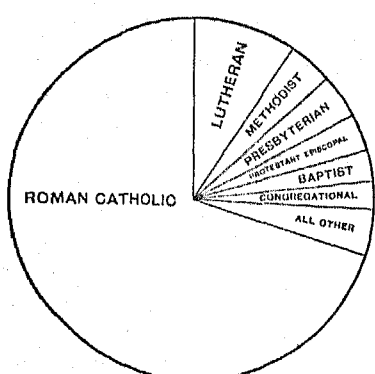 LUTHERAN
METHODIST
PRESBYTERIAN
PROTESTANT EPISCOPAL
BAPTIST
CONGREGATIONAL
ALL OTHER
ROMAN CATHOLIC